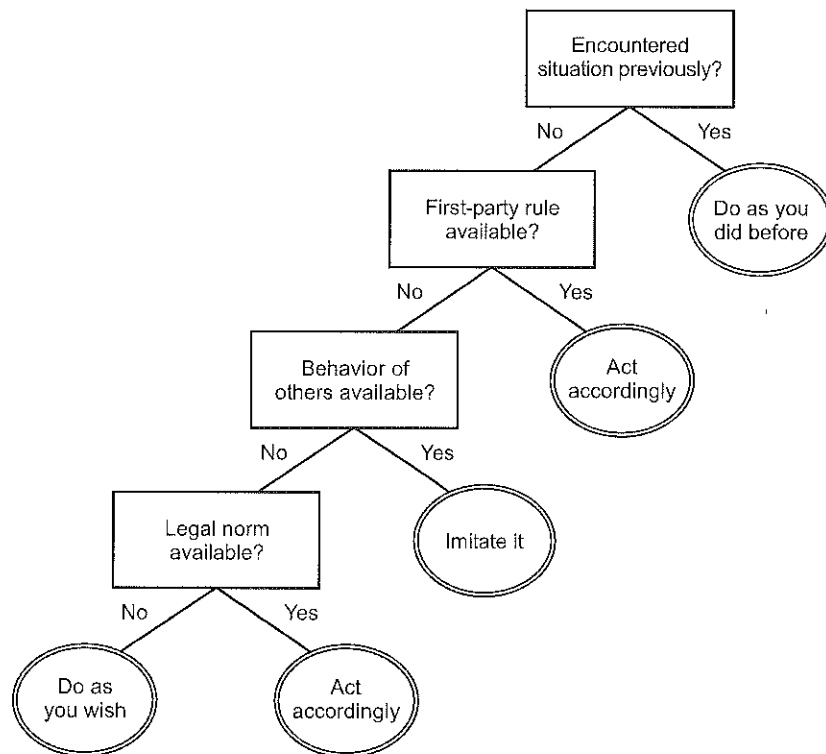 Encountered
situation previously?
No
Yes
First-party rule
available?
Do as you
did before
No
Yes
Behavior of
others available?
Act
accordingly
No
Yes
Legal norm
available?
Imitate it
No
Yes
Do as
you wish
Act
accordingly